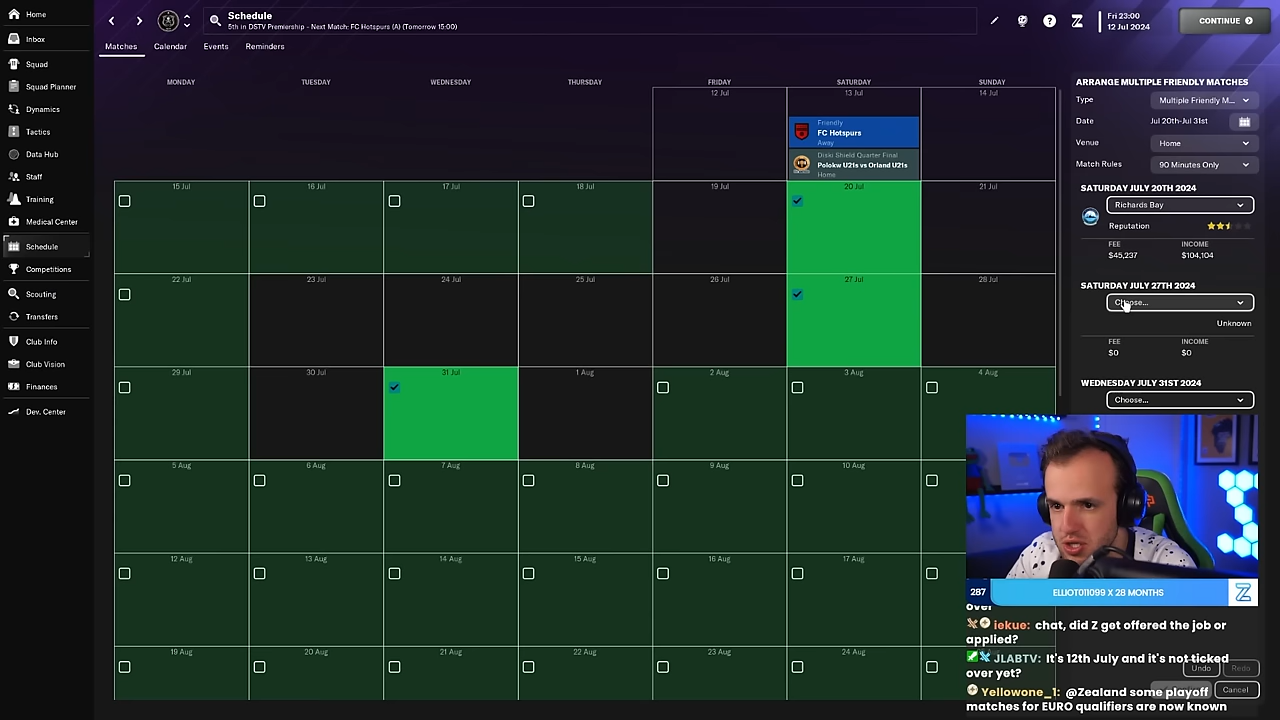 Home
Inbox
Squad
Squad Planner
Dynamics
Tactics
Data Hub
Staff
Training
Medical Center
Schedule
Competitions
Scouting
Transfers
Club Info
Club Vision
Finances
Dev. Center
Schedule
5th in DSTV Premiership - Next Match: FC Hotspurs (A) (Tomorrow 15:00)
Fri 23:00
12 Jul 2024
CONTINUE
Matches Calendar Events Reminders
MONDAY TUESDAY WEDNESDAY THURSDAY FRIDAY SATURDAY SUNDAY
12 Jul 13 Jul 14 Jul
Friendly
FC Hotspurs
Away
Diski Shield Quarter Final
Polokw U21s vs Orland U21s
Home
15 Jul 16 Jul 17 Jul 18 Jul 19 Jul 20 Jul 21 Jul
22 Jul 23 Jul 24 Jul 25 Jul 26 Jul 27 Jul 28 Jul
29 Jul 30 Jul 31 Jul 1 Aug 2 Aug 3 Aug 4 Aug
5 Aug 6 Aug 7 Aug 8 Aug 9 Aug 10 Aug
12 Aug 13 Aug 14 Aug 15 Aug 16 Aug 17 Aug
19 Aug 20 Aug 21 Aug 22 Aug 23 Aug 24 Aug
ARRANGE MULTIPLE FRIENDLY MATCHES
Type Multiple Friendly M...
Date Jul 20th-Jul 31st
Venue Home
Match Rules 90 Minutes Only
SATURDAY JULY 20TH 2024
Richards Bay
Reputation
FEE INCOME
$45,237 $104,104
SATURDAY JULY 27TH 2024
Choose...
Unknown
FEE INCOME
$0 $0
WEDNESDAY JULY 31ST 2024
Choose...
287 ELLIOT011099 X 28 MONTHS
over
iekue: chat, did Z get offered the job or
applied?
JLABTV: It's 12th July and it's not ticked
over yet?
Undo Redo
Yellowone_1: @Zealand some playoff
Cancel
matches for EURO qualifiers are now known